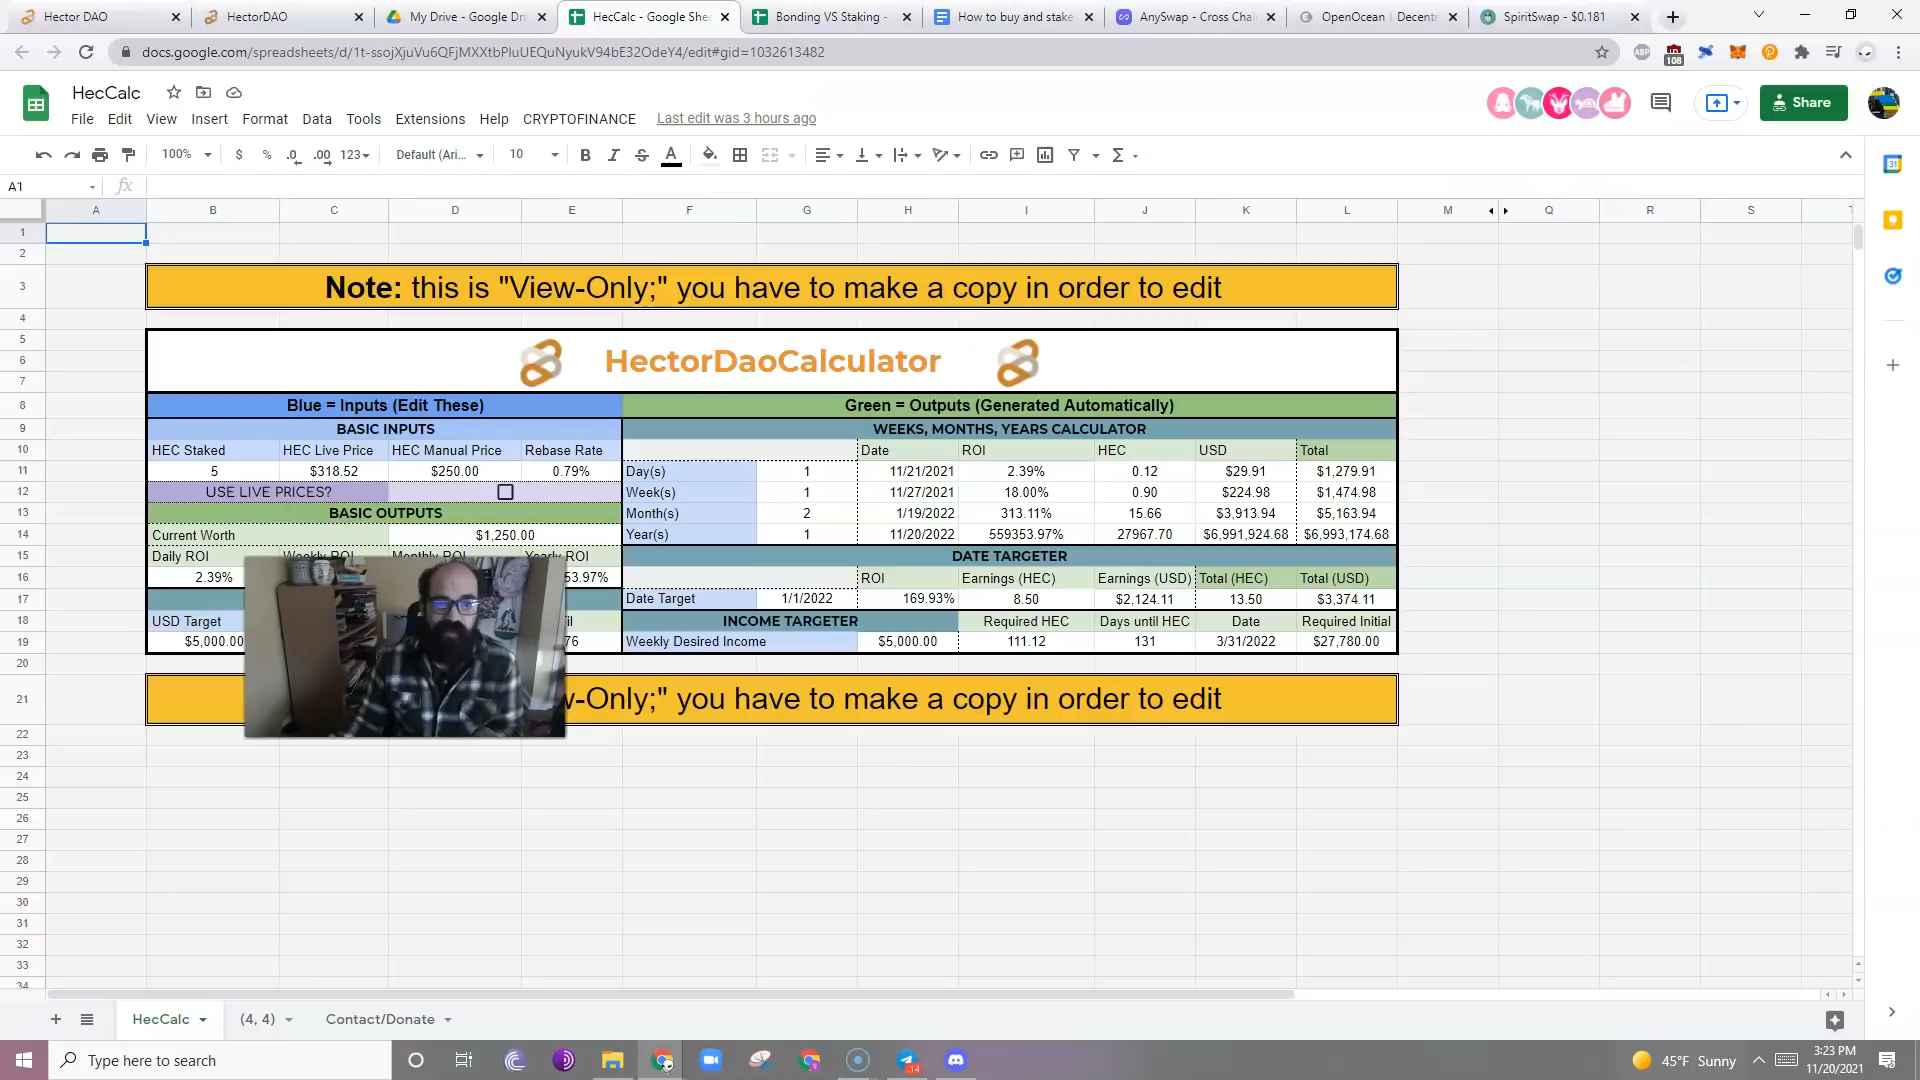 Hector DAO
HectorDAO
My Drive - Google Dri
HecCalc - Google She
Bonding VS Staking -
How to buy and stake
AnySwap - Cross Chai
OpenOcean | Decent
SpiritSwap - $0.181
docs.google.com/spreadsheets/d/1t-ssojXjuVu6QFjMXXtbPIuUEQuNyukV94bE32OdeY4/edit#gid=1032613482
ABP
108
HecCalc
Share
File Edit View Insert Format Data Tools Extensions Help CRYPTOFINANCE Last edit was 3 hours ago
100% $ % .0 .00 123 Default (Ari... 10 B I S A Σ
A1 fx
A B C D E F G H I J K L M Q R S
1
2
3 Note: this is "View-Only;" you have to make a copy in order to edit
4
5
6 HectorDaoCalculator
7
8 Blue = Inputs (Edit These) Green = Outputs (Generated Automatically)
9 BASIC INPUTS WEEKS, MONTHS, YEARS CALCULATOR
10 HEC Staked HEC Live Price HEC Manual Price Rebase Rate Date ROI HEC USD Total
11 5 $318.52 $250.00 0.79% Day(s) 1 11/21/2021 2.39% 0.12 $29.91 $1,279.91
12 USE LIVE PRICES? Week(s) 1 11/27/2021 18.00% 0.90 $224.98 $1,474.98
13 BASIC OUTPUTS Month(s) 2 1/19/2022 313.11% 15.66 $3,913.94 $5,163.94
14 Current Worth $1,250.00 Year(s) 1 11/20/2022 559353.97% 27967.70 $6,991,924.68 $6,993,174.68
15 Daily ROI Weekly ROI Monthly ROI Yearly ROI DATE TARGETER
16 2.39% 53.97% ROI Earnings (HEC) Earnings (USD) Total (HEC) Total (USD)
17 Date Target 1/1/2022 169.93% 8.50 $2,124.11 13.50 $3,374.11
18 USD Target il INCOME TARGETER Required HEC Days until HEC Date Required Initial
19 $5,000.00 76 Weekly Desired Income $5,000.00 111.12 131 3/31/2022 $27,780.00
20
21 w-Only;" you have to make a copy in order to edit
22
23
24
25
26
27
28
29
30
31
32
33
34
HecCalc (4, 4) Contact/Donate
Type here to search
14
45°F Sunny
3:23 PM
11/20/2021